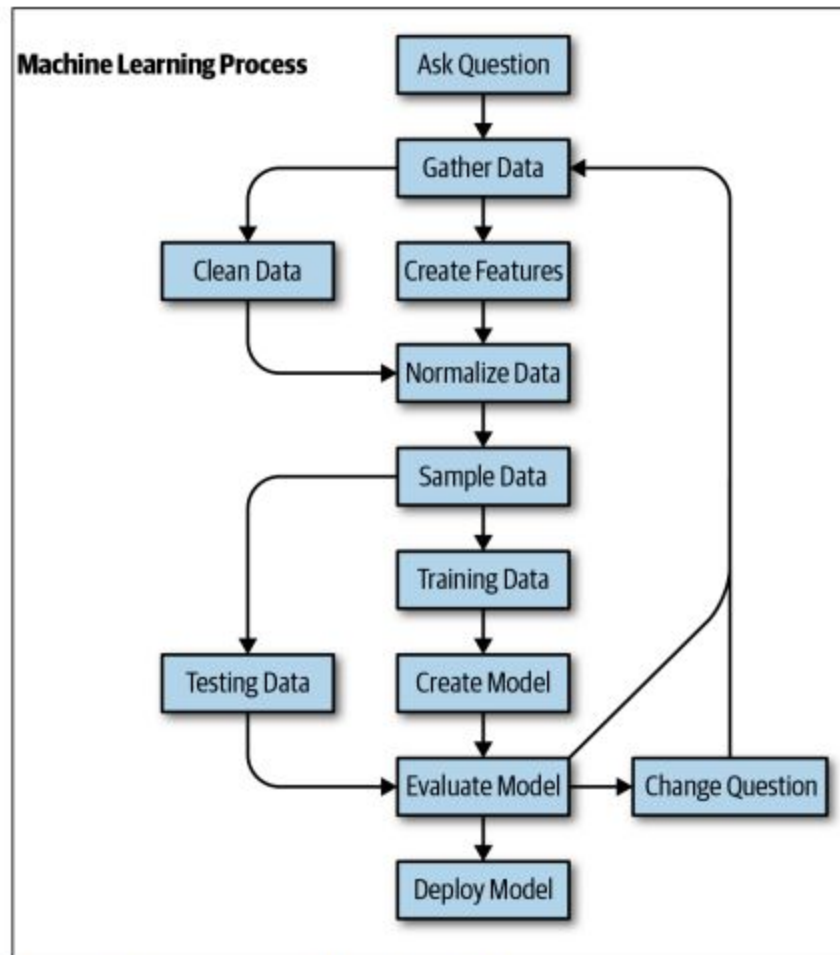 Machine Learning Process
Ask Question
Gather Data
Clean Data
Create Features
Normalize Data
Sample Data
Training Data
Testing Data
Create Model
Evaluate Model
Change Question
Deploy Model